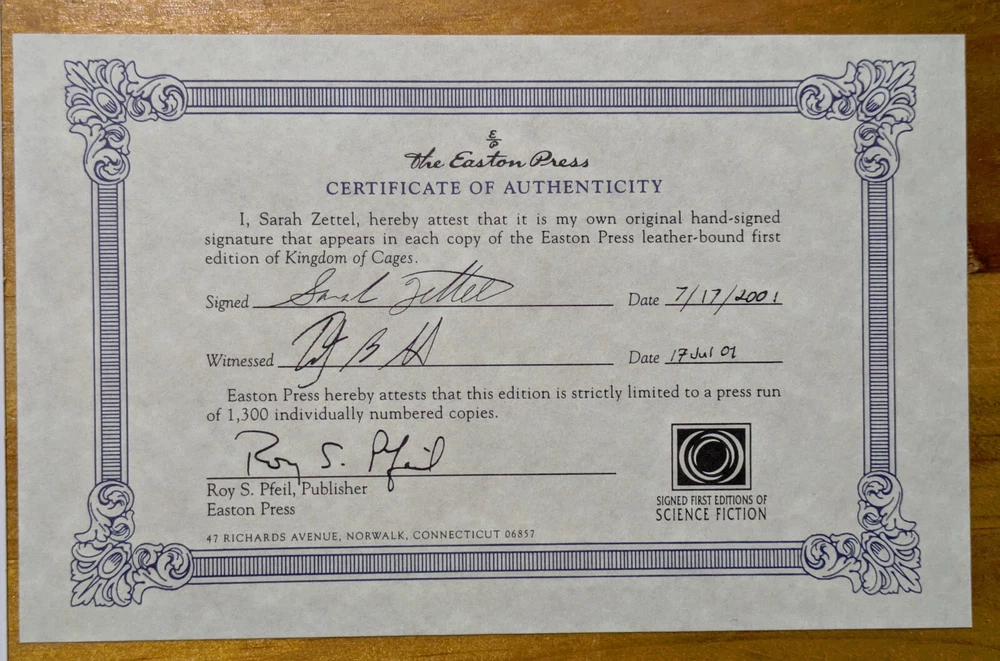 E
P
the Easton Press
CERTIFICATE OF AUTHENTICITY
I, Sarah Zettel, hereby attest that it is my own original hand-signed
signature that appears in each copy of the Easton Press leather-bound first
edition of Kingdom of Cages.
Signed Sarah Zettel Date 7/17/2001
Witnessed Date 17 Jul 01
Easton Press hereby attests that this edition is strictly limited to a press run
of 1,300 individually numbered copies.
Roy S. Pfeil
Roy S. Pfeil, Publisher
Easton Press
SIGNED FIRST EDITIONS OF
SCIENCE FICTION
47 RICHARDS AVENUE, NORWALK, CONNECTICUT 06857